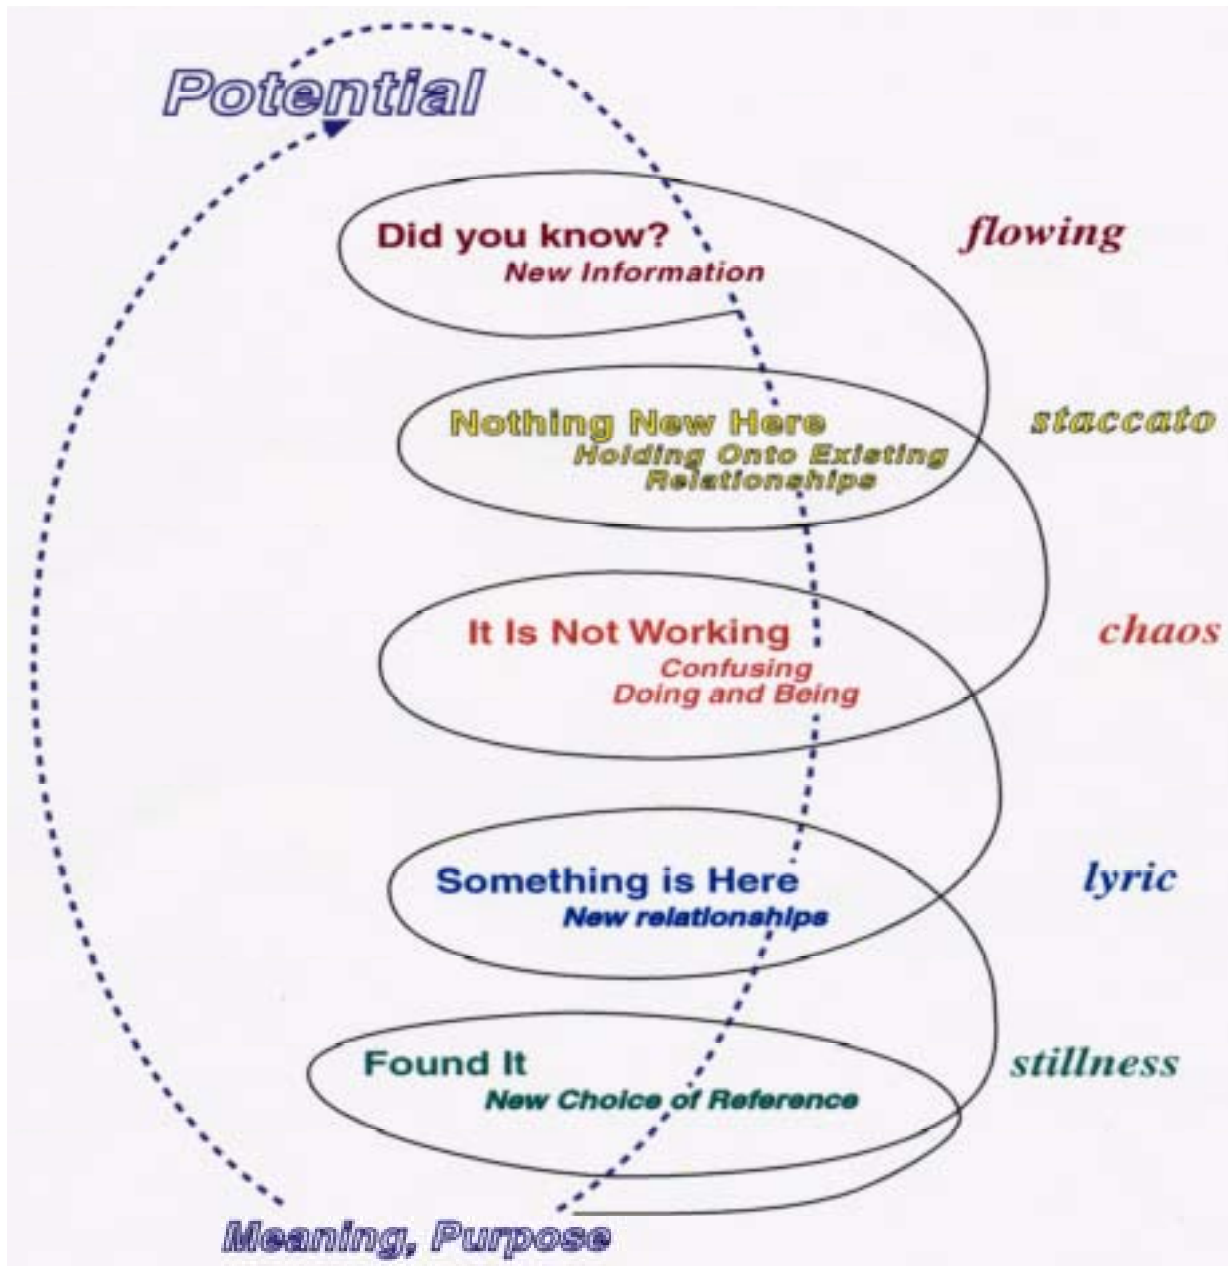 Potential
Did you know?
New Information
flowing
Nothing New Here
Holding Onto Existing
Relationships
staccato
It Is Not Working
Confusing
Doing and Being
chaos
Something is Here
New relationships
lyric
Found It
New Choice of Reference
stillness
Meaning, Purpose